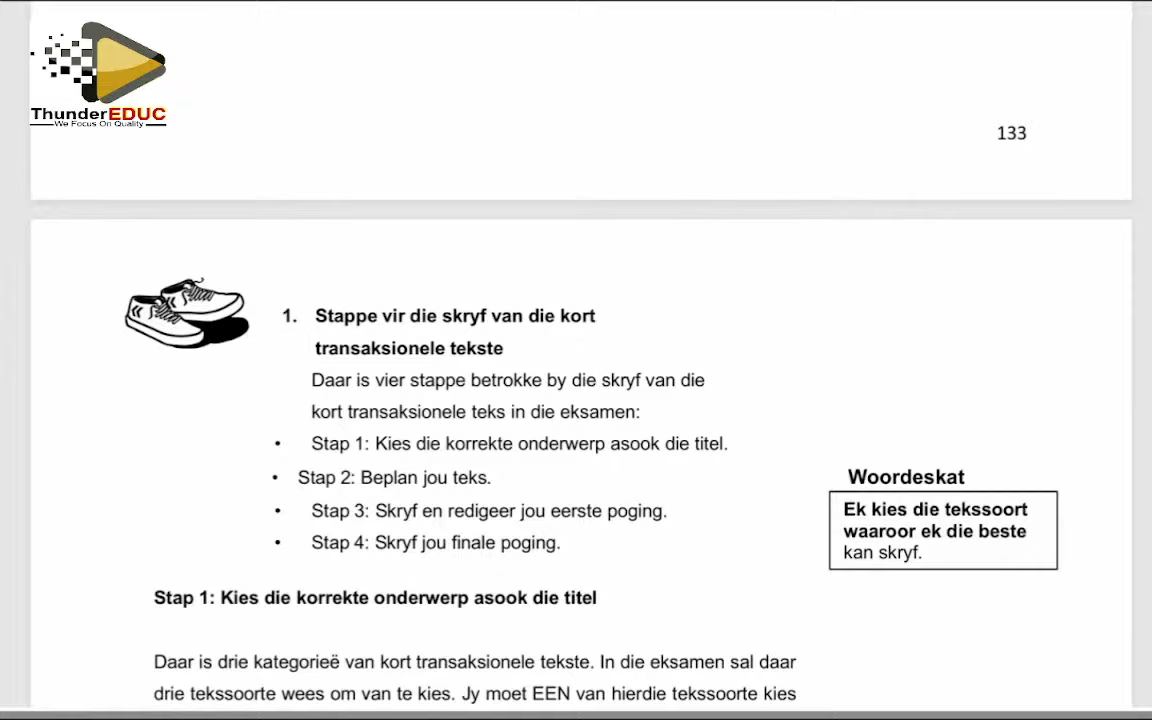 ThunderEDUC
We Focus On Quality
133
1. Stappe vir die skryf van die kort
transaksionele tekste
Daar is vier stappe betrokke by die skryf van die
kort transaksionele teks in die eksamen:
• Stap 1: Kies die korrekte onderwerp asook die titel.
• Stap 2: Beplan jou teks.
• Stap 3: Skryf en redigeer jou eerste poging.
• Stap 4: Skryf jou finale poging.
Woordeskat
Ek kies die tekssoort
waaroor ek die beste
kan skryf.
Stap 1: Kies die korrekte onderwerp asook die titel
Daar is drie kategorieë van kort transaksionele tekste. In die eksamen sal daar
drie tekssoorte wees om van te kies. Jy moet EEN van hierdie tekssoorte kies